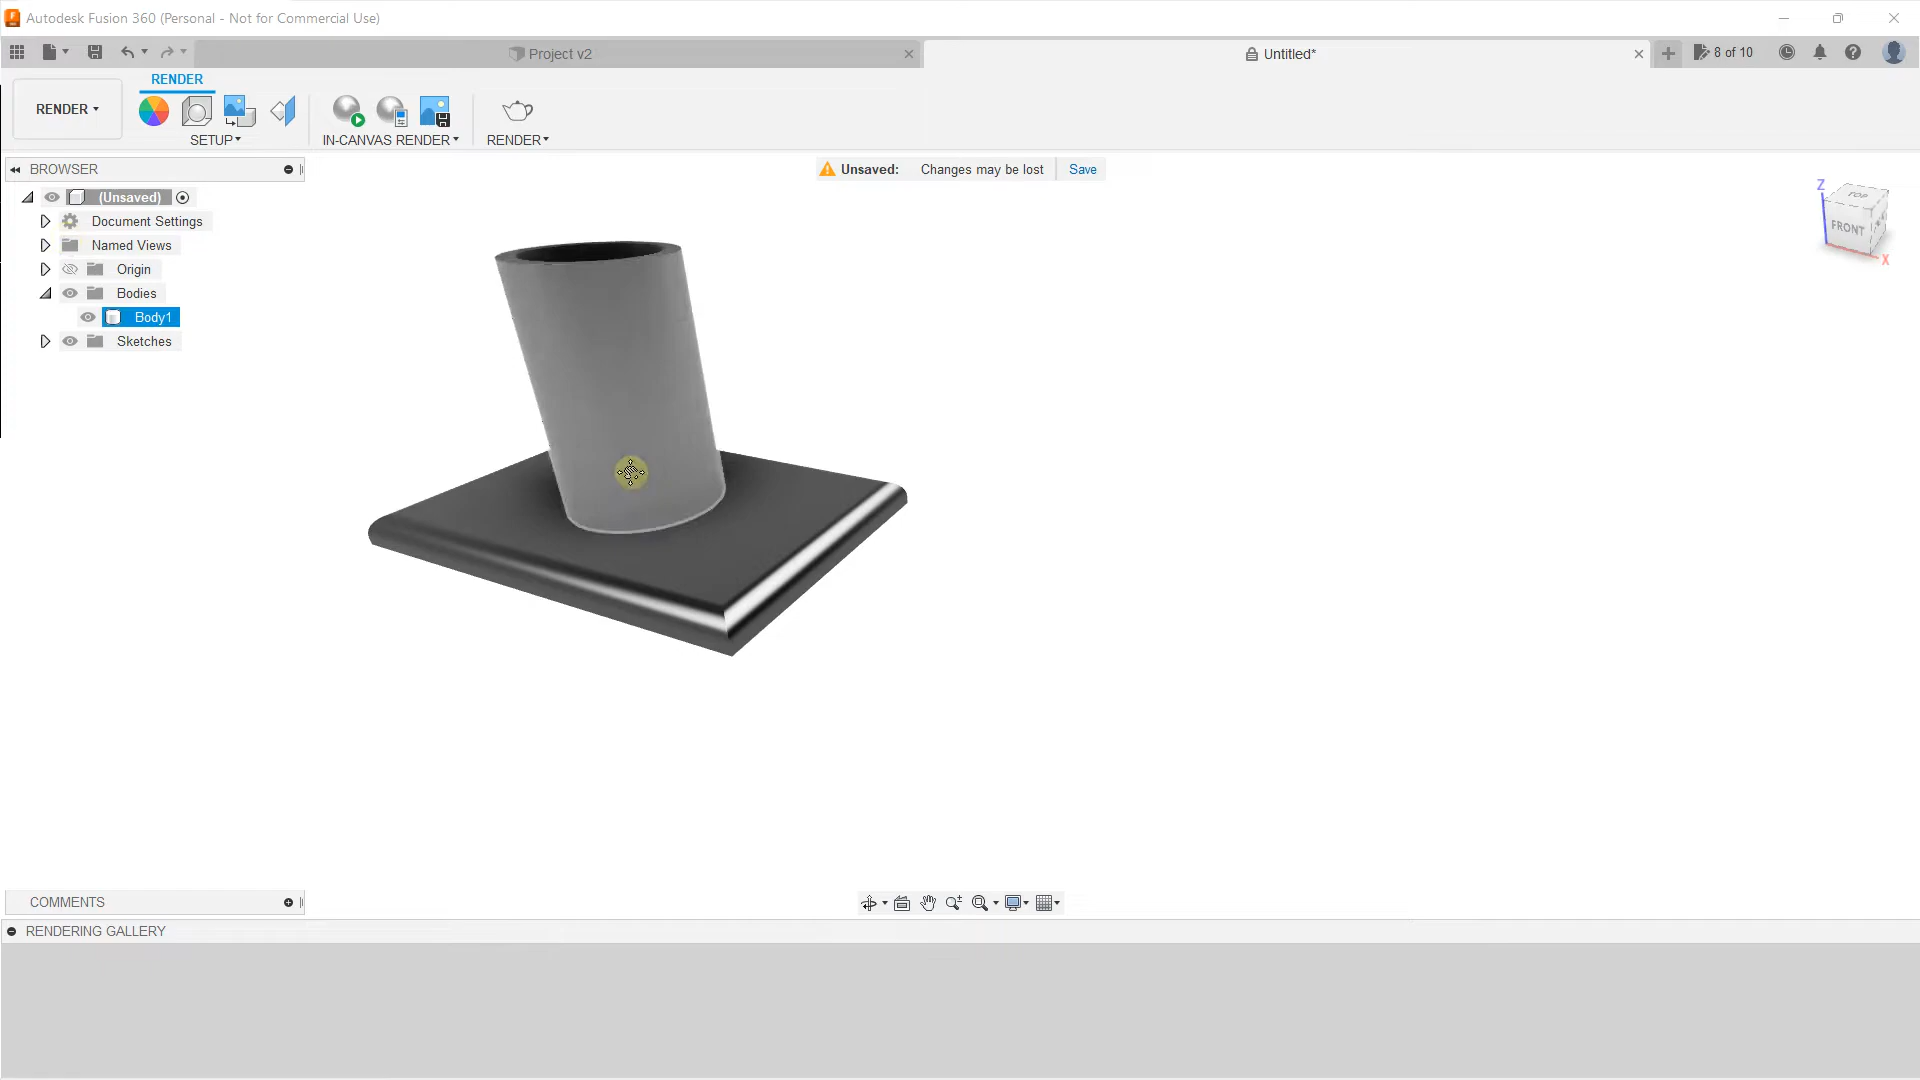 Autodesk Fusion 360 (Personal - Not for Commercial Use)
Project v2
Untitled*
8 of 10
RENDER
RENDER
SETUP
IN-CANVAS RENDER
RENDER
BROWSER
Unsaved: Changes may be lost Save
(Unsaved)
Document Settings
Named Views
Origin
Bodies
Body1
Sketches
Z
TOP
FRONT
X
COMMENTS
RENDERING GALLERY